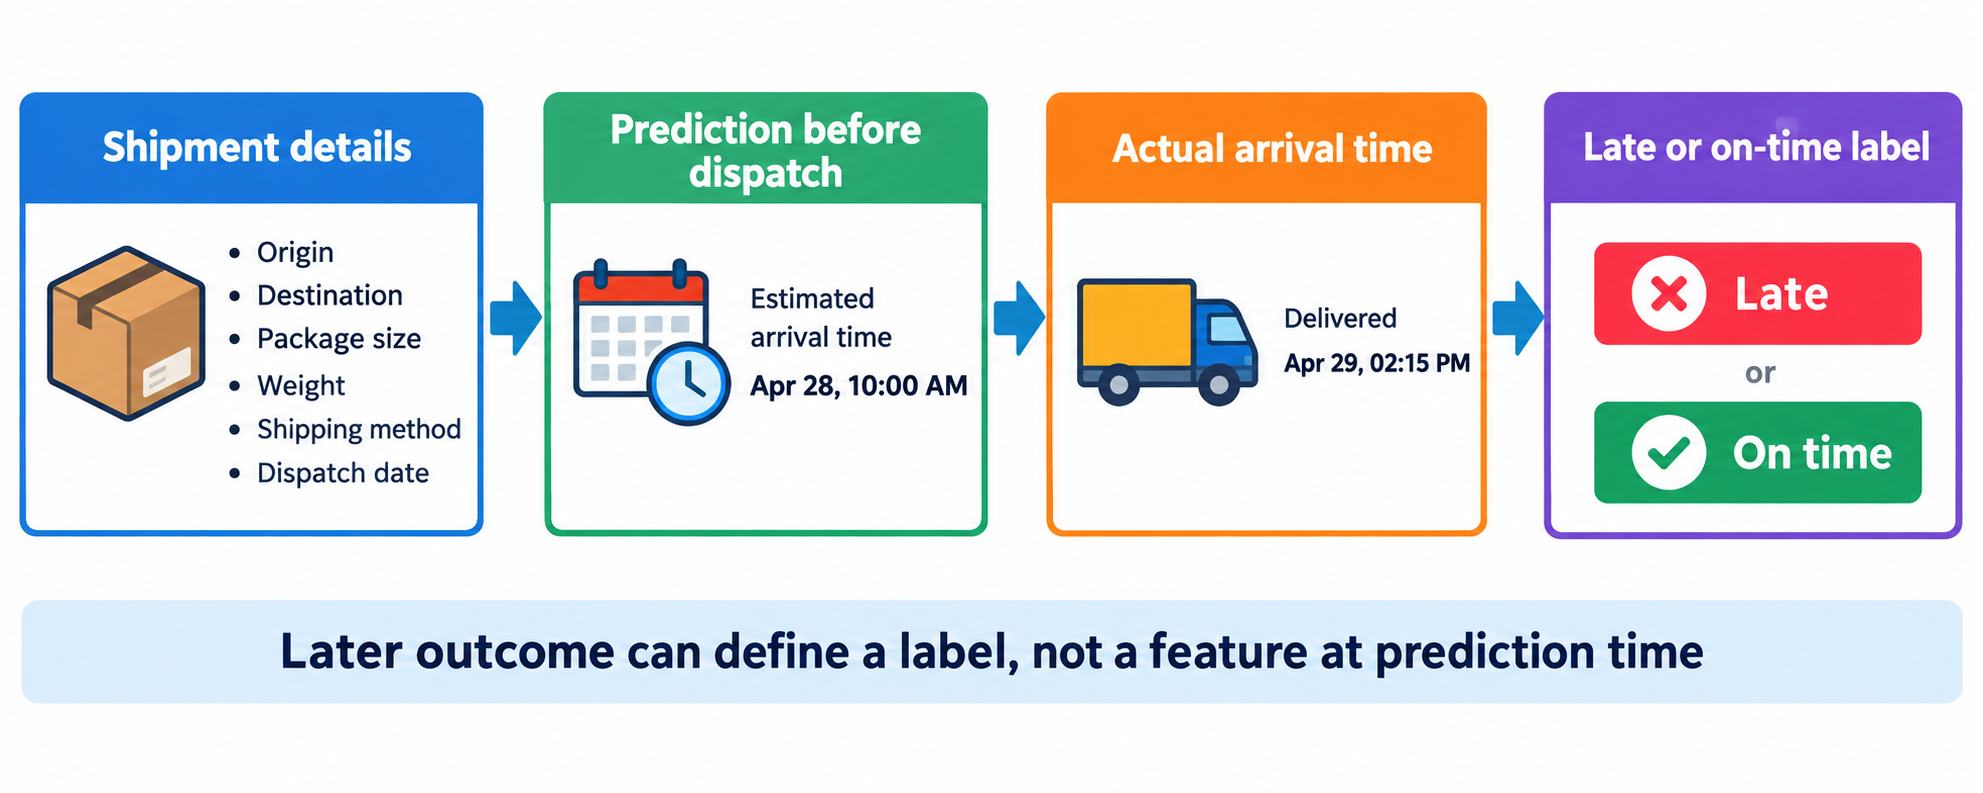 Shipment details
• Origin
• Destination
• Package size
• Weight
• Shipping method
• Dispatch date
Prediction before
dispatch
Estimated
arrival time
Apr 28, 10:00 AM
Actual arrival time
Delivered
Apr 29, 02:15 PM
Late or on-time label
Late
or
On time
Later outcome can define a label, not a feature at prediction time